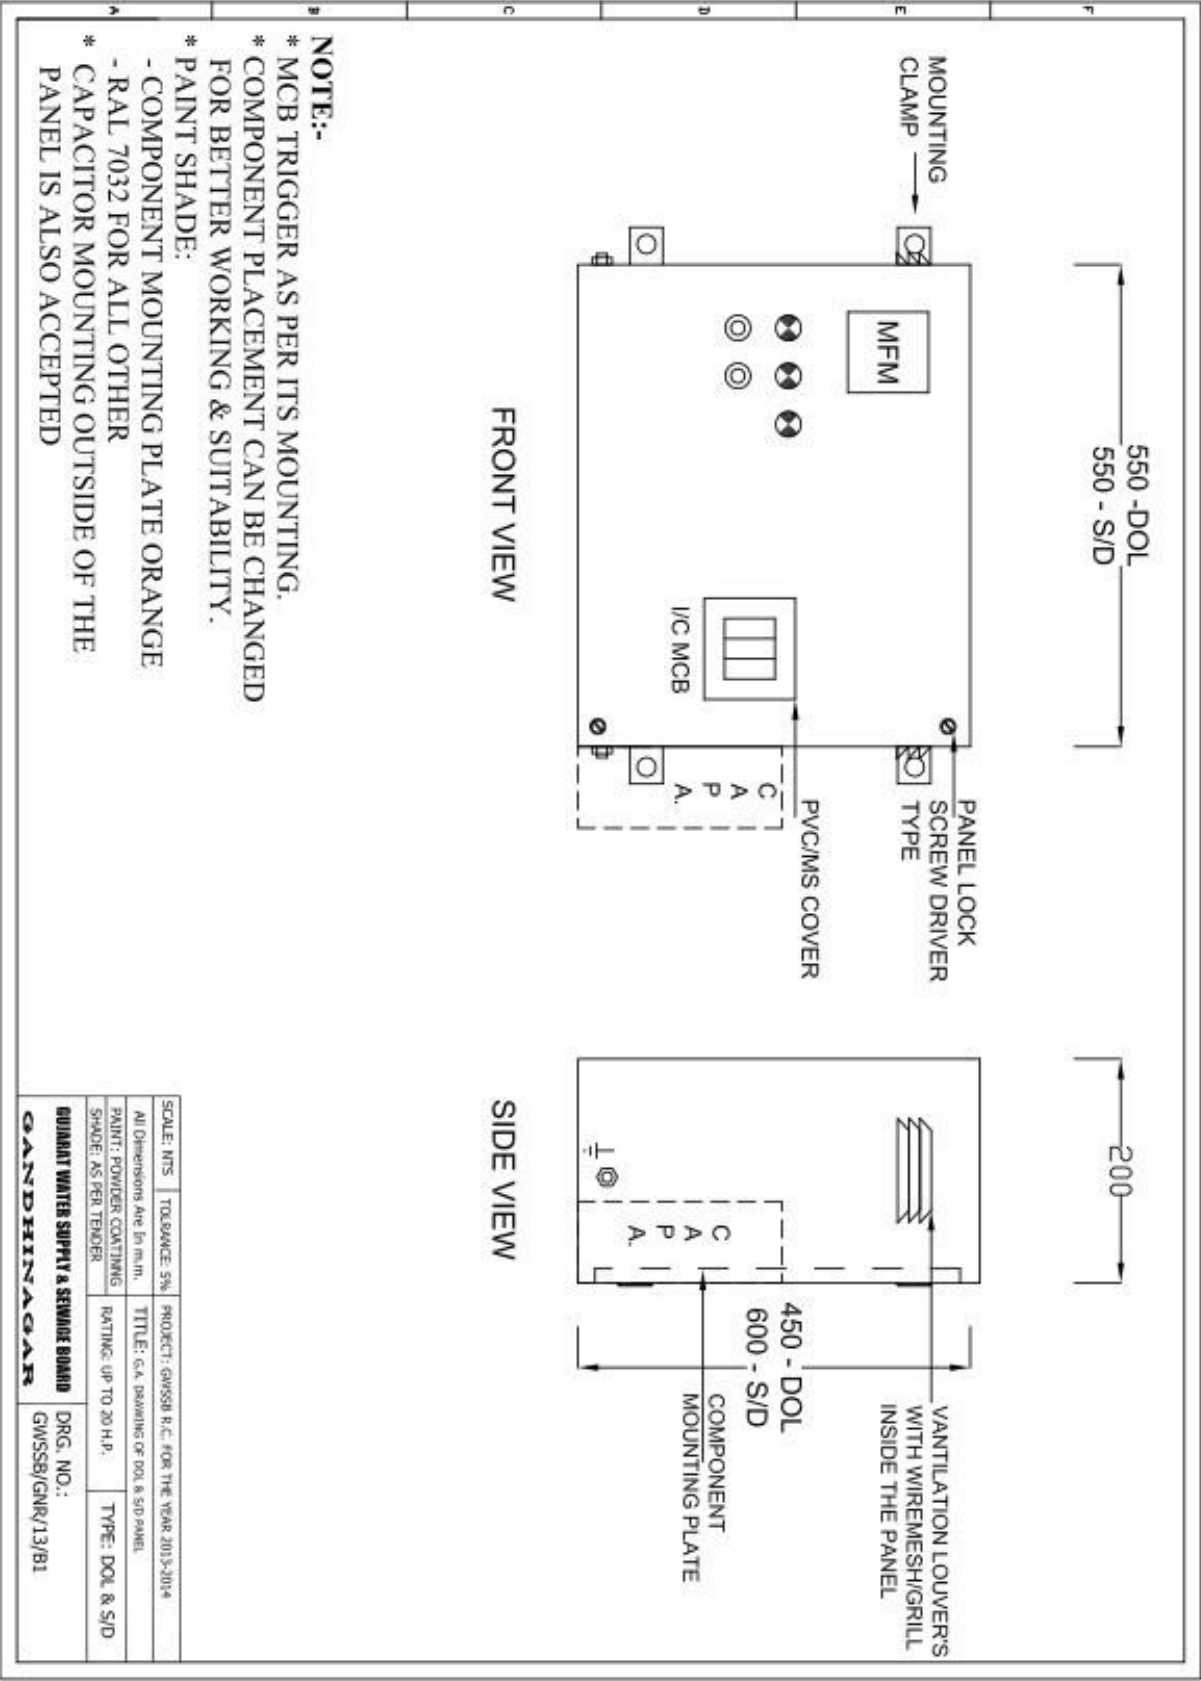 F
E
D
C
B
A
550 -DOL
550 - S/D
200
MOUNTING
CLAMP
MFM
I/C MCB
C
A
P
A.
PANEL LOCK
SCREW DRIVER
TYPE
PVC/MS COVER
FRONT VIEW
C
A
P
A.
450 - DOL
600 - S/D
VANTILATION LOUVER'S
WITH WIREMESH/GRILL
INSIDE THE PANEL
COMPONENT
MOUNTING PLATE
SIDE VIEW
NOTE:-
* MCB TRIGGER AS PER ITS MOUNTING.
* COMPONENT PLACEMENT CAN BE CHANGED
FOR BETTER WORKING & SUITABILITY.
* PAINT SHADE:
- COMPONENT MOUNTING PLATE ORANGE
- RAL 7032 FOR ALL OTHER
* CAPACITOR MOUNTING OUTSIDE OF THE
PANEL IS ALSO ACCEPTED
SCALE: NTS TOLRANCE: 5% PROJECT: GWSSB R.C. FOR THE YEAR 2013-2014
All Dimensions Are In m.m. TITLE: G.A. DRAWING OF DOL & S/D PANEL
PAINT: POWDER COATINNG
SHADE: AS PER TENDER
RATING: UP TO 20 H.P. TYPE: DOL & S/D
GUJARAT WATER SUPPLY & SEWAGE BOARD
GANDHINAGAR
DRG. NO.:
GWSSB/GNR/13/B1